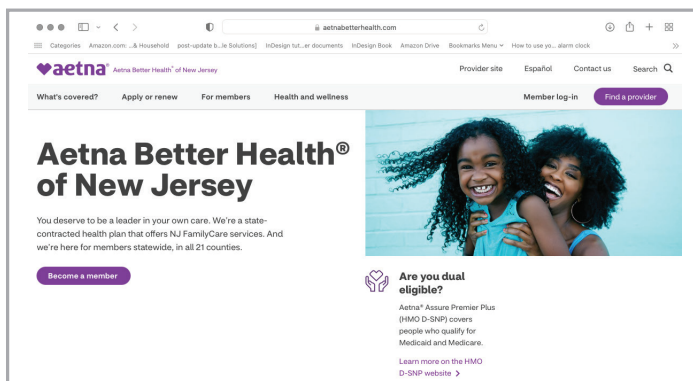 aetnabetterhealth.com
Categories Amazon.com: ...& Household post-update b...le Solutions] InDesign tut...er documents InDesign Book Amazon Drive Bookmarks Menu How to use yo... alarm clock
aetna® Aetna Better Health® of New Jersey
Provider site Español Contact us Search
What's covered? Apply or renew For members Health and wellness Member log-in Find a provider
Aetna Better Health®
of New Jersey
You deserve to be a leader in your own care. We're a state-
contracted health plan that offers NJ FamilyCare services. And
we're here for members statewide, in all 21 counties.
Become a member
Are you dual
eligible?
Aetna® Assure Premier Plus
(HMO D-SNP) covers
people who qualify for
Medicaid and Medicare.
Learn more on the HMO
D-SNP website